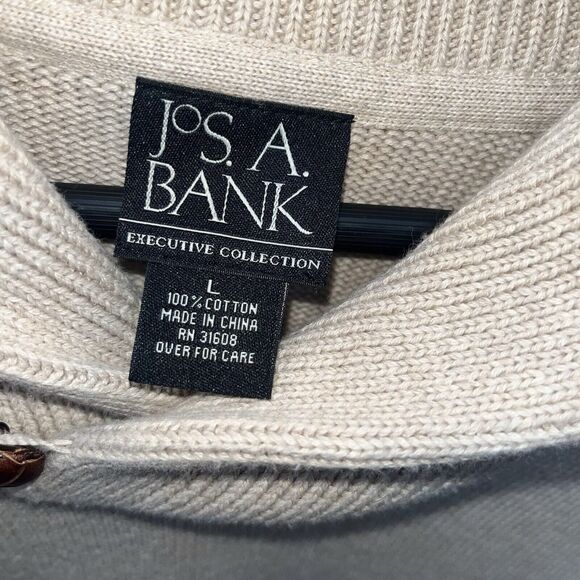 JOS. A.
BANK
EXECUTIVE COLLECTION
L
100% COTTON
MADE IN CHINA
RN 31608
OVER FOR CARE